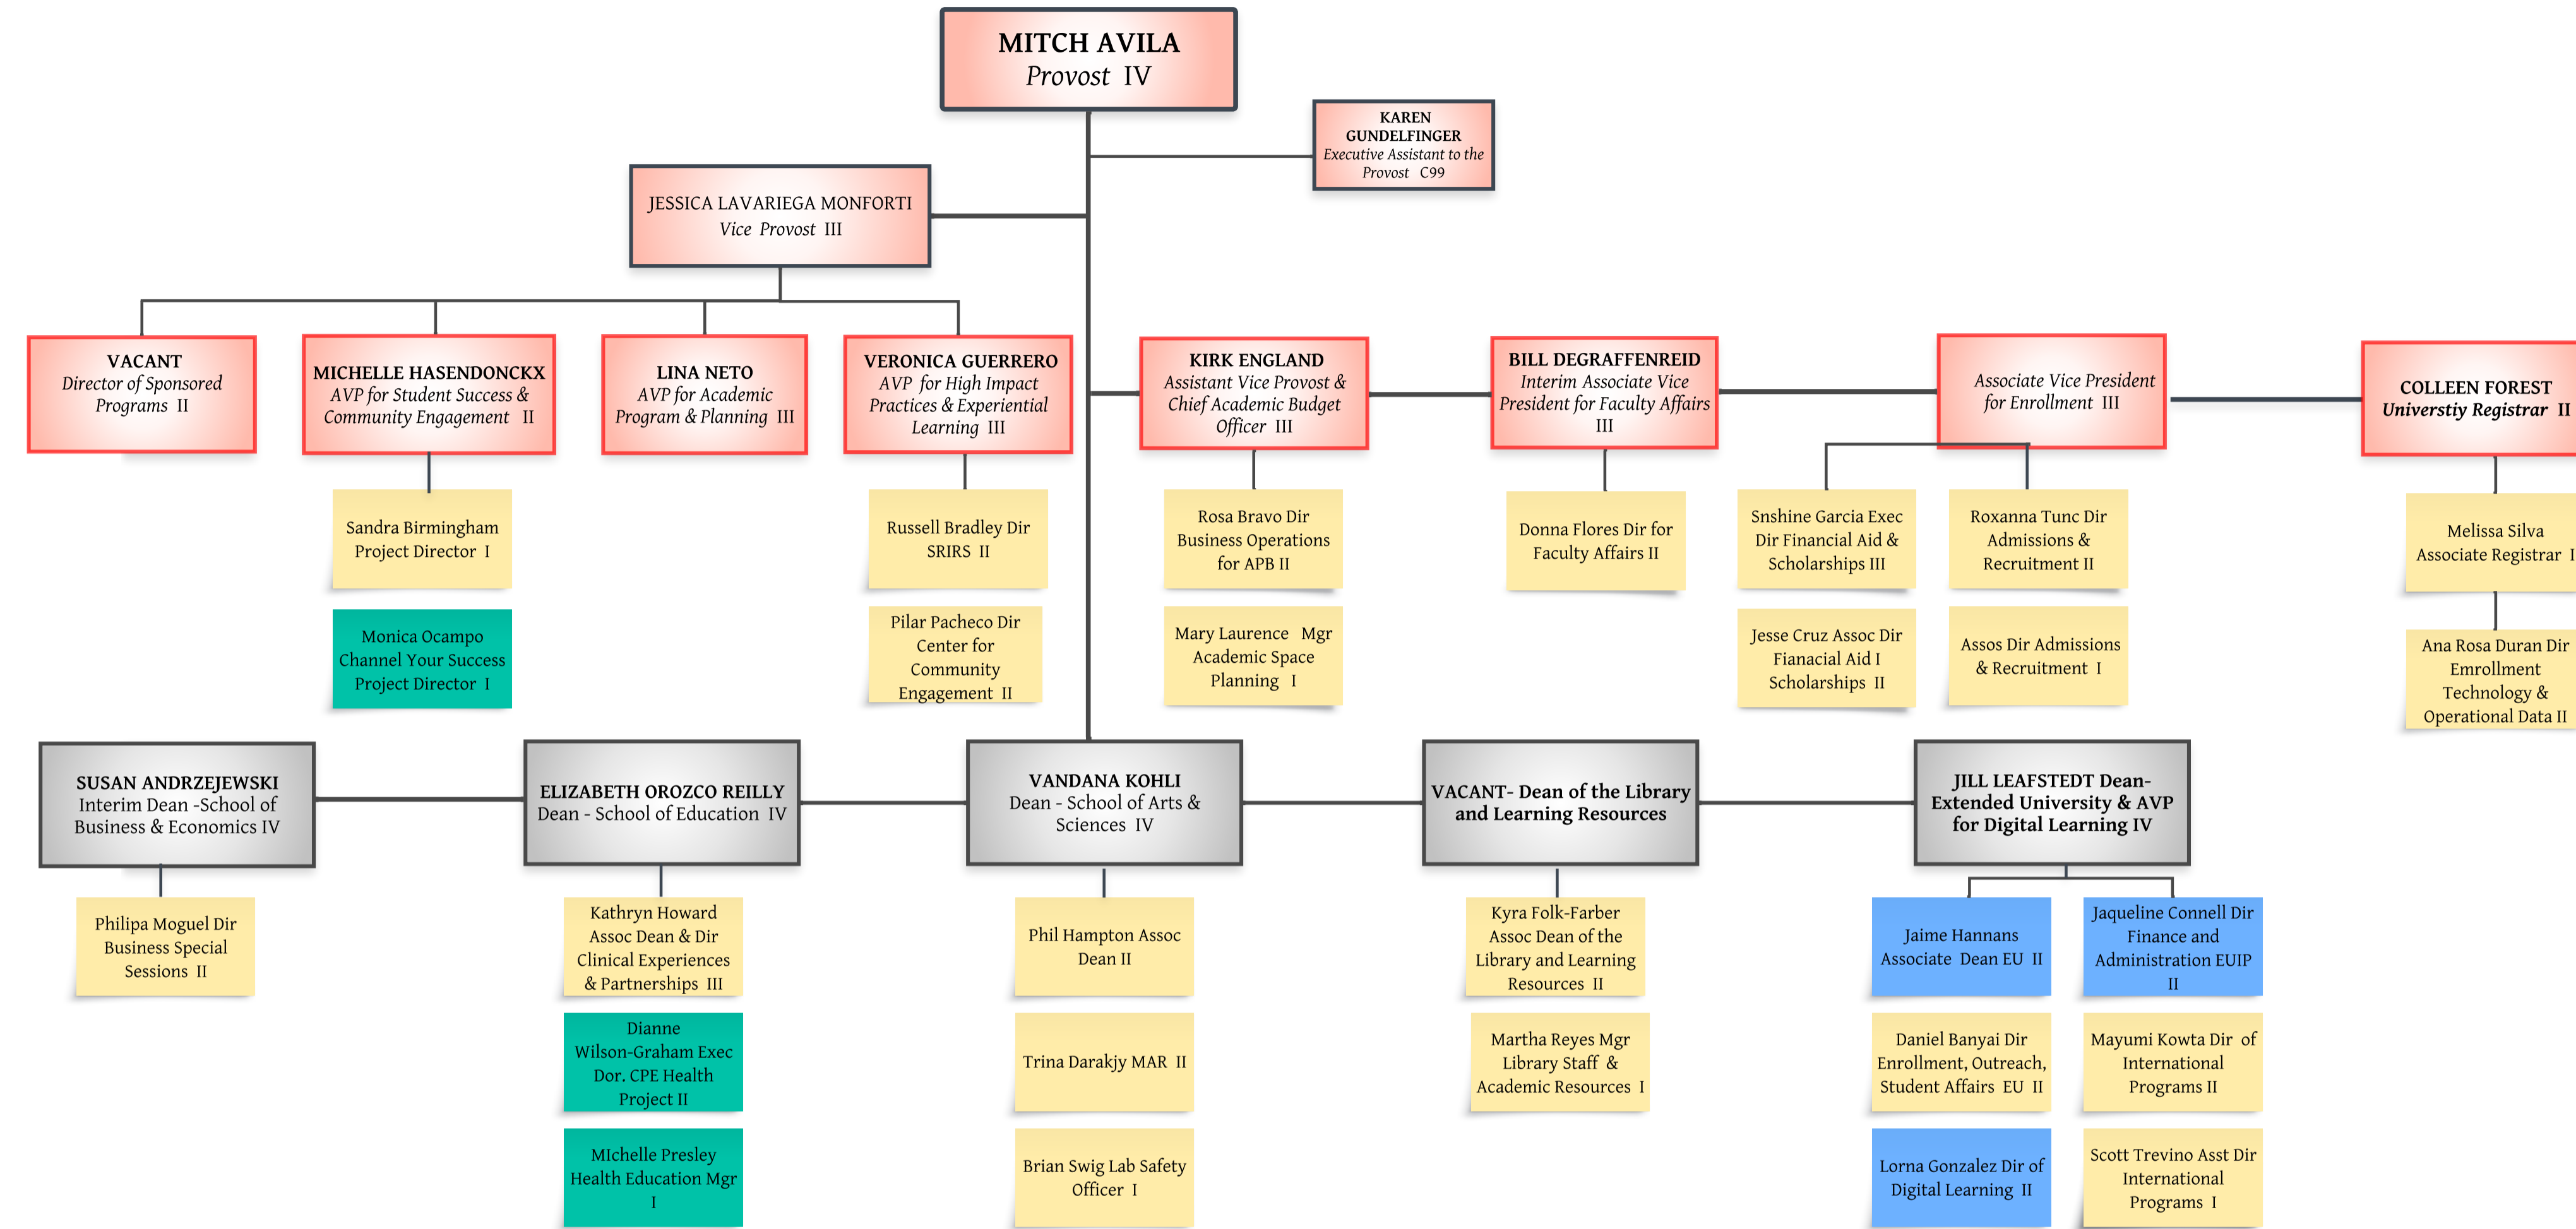 MITCH AVILA
Provost IV
KAREN
GUNDELFINGER
Executive Assistant to the
Provost C99
JESSICA LAVARIEGA MONFORTI
Vice Provost III
VACANT
Director of Sponsored
Programs II
MICHELLE HASENDONCKX
AVP for Student Success &
Community Engagement II
LINA NETO
AVP for Academic
Program & Planning III
VERONICA GUERRERO
AVP for High Impact
Practices & Experiential
Learning III
KIRK ENGLAND
Assistant Vice Provost &
Chief Academic Budget
Officer III
BILL DEGRAFFENREID
Interim Associate Vice
President for Faculty Affairs
III
Associate Vice President
for Enrollment III
COLLEEN FOREST
Universtiy Registrar II
Sandra Birmingham
Project Director I
Russell Bradley Dir
SRIRS II
Rosa Bravo Dir
Business Operations
for APB II
Donna Flores Dir for
Faculty Affairs II
Snshine Garcia Exec
Dir Financial Aid &
Scholarships III
Roxanna Tunc Dir
Admissions &
Recruitment II
Melissa Silva
Associate Registrar I
Monica Ocampo
Channel Your Success
Project Director I
Pilar Pacheco Dir
Center for
Community
Engagement II
Mary Laurence Mgr
Academic Space
Planning I
Jesse Cruz Assoc Dir
Fianacial Aid I
Scholarships II
Assos Dir Admissions
& Recruitment I
Ana Rosa Duran Dir
Emrollment
Technology &
Operational Data II
SUSAN ANDRZEJEWSKI
Interim Dean -School of
Business & Economics IV
ELIZABETH OROZCO REILLY
Dean - School of Education IV
VANDANA KOHLI
Dean - School of Arts &
Sciences IV
VACANT- Dean of the Library
and Learning Resources
JILL LEAFSTEDT Dean-
Extended University & AVP
for Digital Learning IV
Philipa Moguel Dir
Business Special
Sessions II
Kathryn Howard
Assoc Dean & Dir
Clinical Experiences
& Partnerships III
Phil Hampton Assoc
Dean II
Kyra Folk-Farber
Assoc Dean of the
Library and Learning
Resources II
Jaime Hannans
Associate Dean EU II
Jaqueline Connell Dir
Finance and
Administration EUIP
II
Dianne
Wilson-Graham Exec
Dor. CPE Health
Project II
Trina Darakjy MAR II
Martha Reyes Mgr
Library Staff &
Academic Resources I
Daniel Banyai Dir
Enrollment, Outreach,
Student Affairs EU II
Mayumi Kowta Dir of
International
Programs II
MIchelle Presley
Health Education Mgr
I
Brian Swig Lab Safety
Officer I
Lorna Gonzalez Dir of
Digital Learning II
Scott Trevino Asst Dir
International
Programs I